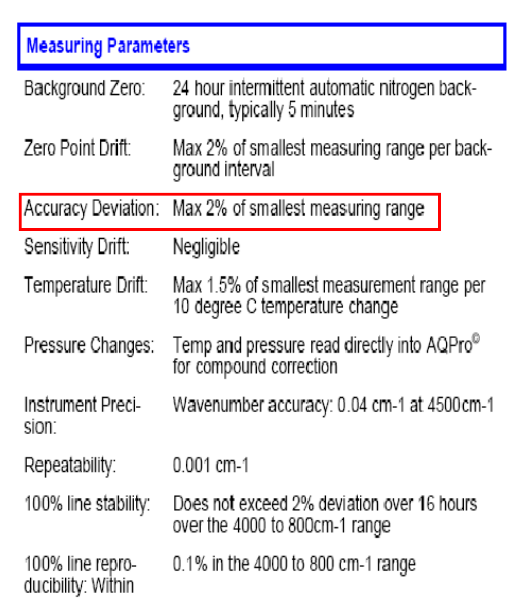 Measuring Parameters
Background Zero: 24 hour intermittent automatic nitrogen back-
ground, typically 5 minutes
Zero Point Drift: Max 2% of smallest measuring range per back-
ground interval
Accuracy Deviation: Max 2% of smallest measuring range
Sensitivity Drift: Negligible
Temperature Drift: Max 1.5% of smallest measurement range per
10 degree C temperature change
Pressure Changes: Temp and pressure read directly into AQPro©
for compound correction
Instrument Preci- Wavenumber accuracy: 0.04 cm-1 at 4500cm-1
sion:
Repeatability: 0.001 cm-1
100% line stability: Does not exceed 2% deviation over 16 hours
over the 4000 to 800cm-1 range
100% line repro- 0.1% in the 4000 to 800 cm-1 range
ducibility: Within